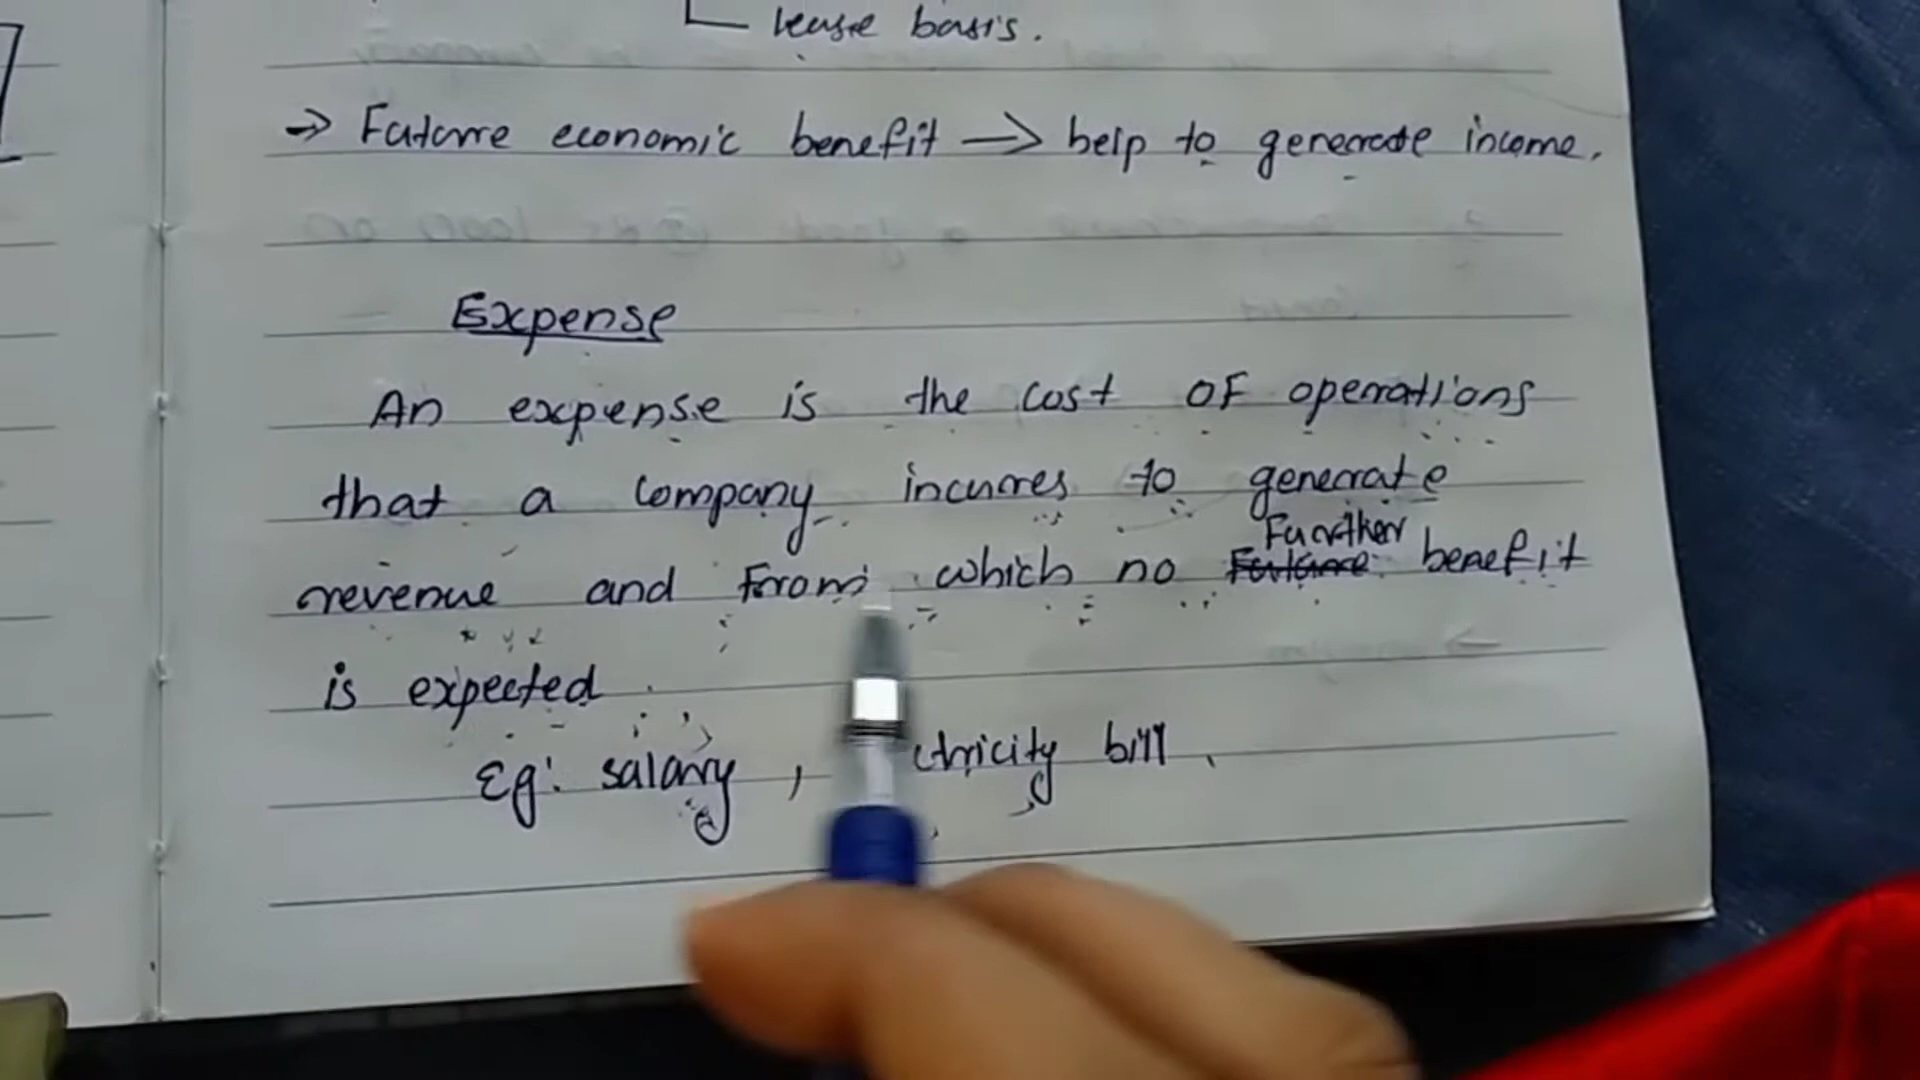 lease basis.
→ Future economic benefit → help to generate income.
Expense
An expense is the cost of operations
that a company incurres to generate
Further
revenue and from which no Future benefit
is expected.
Eg: salary, ctricity bill.